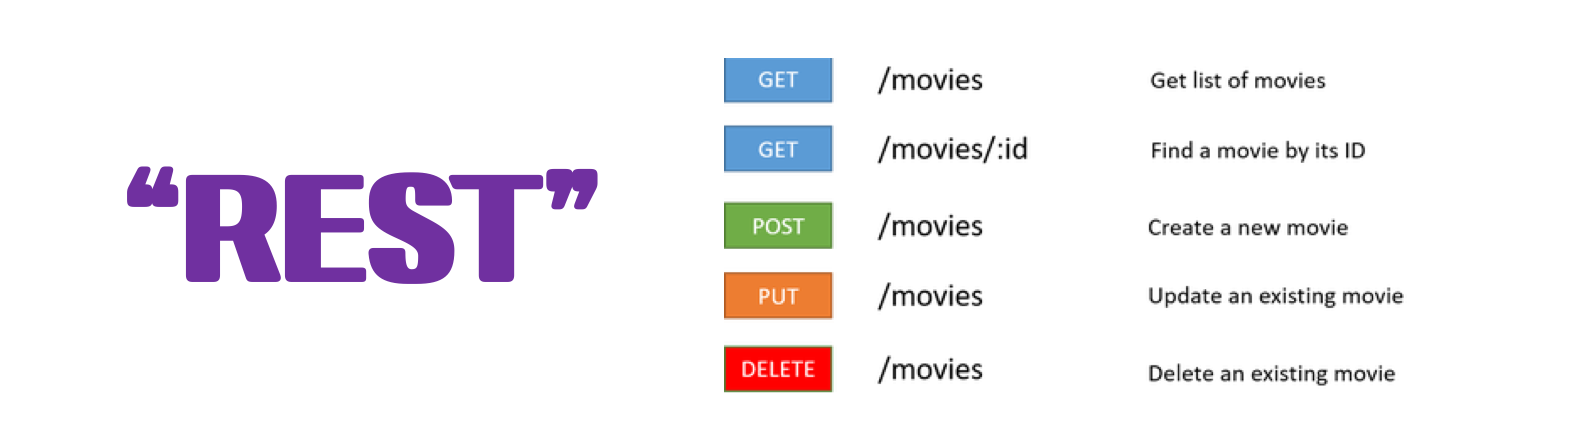 “REST”
GET /movies Get list of movies
GET /movies/:id Find a movie by its ID
POST /movies Create a new movie
PUT /movies Update an existing movie
DELETE /movies Delete an existing movie